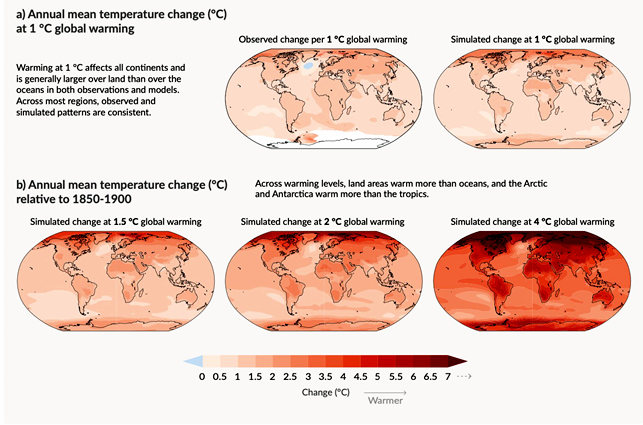 a) Annual mean temperature change (°C)
at 1 °C global warming
Warming at 1 °C affects all continents and
is generally larger over land than over the
oceans in both observations and models.
Across most regions, observed and
simulated patterns are consistent.
Observed change per 1 °C global warming
Simulated change at 1 °C global warming
b) Annual mean temperature change (°C)
relative to 1850-1900
Across warming levels, land areas warm more than oceans, and the Arctic
and Antarctica warm more than the tropics.
Simulated change at 1.5 °C global warming
Simulated change at 2 °C global warming
Simulated change at 4 °C global warming
0 0.5 1 1.5 2 2.5 3 3.5 4 4.5 5 5.5 6 6.5 7
Change (°C)
Warmer